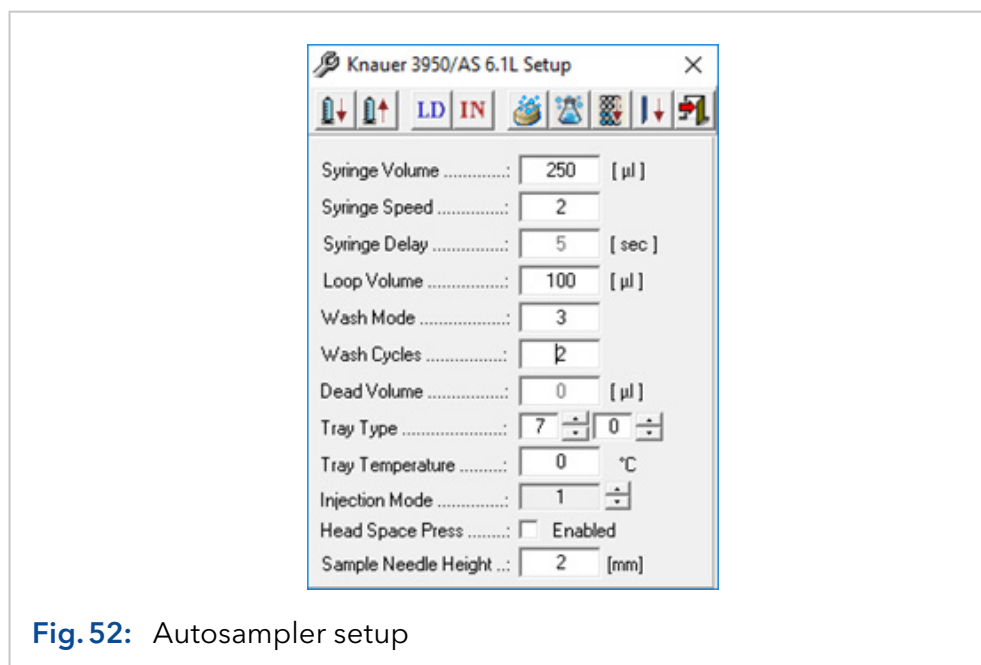 Knauer 3950/AS 6.1L Setup
LD IN
Syringe Volume .............: 250 [ µl ]
Syringe Speed ...............: 2
Syringe Delay ...............: 5 [ sec ]
Loop Volume .................: 100 [ µl ]
Wash Mode ...................: 3
Wash Cycles .................: 2
Dead Volume .................: 0 [ µl ]
Tray Type .......................: 7 0
Tray Temperature .........: 0 °C
Injection Mode ..............: 1
Head Space Press ........: Enabled
Sample Needle Height ..: 2 [mm]
Fig. 52: Autosampler setup